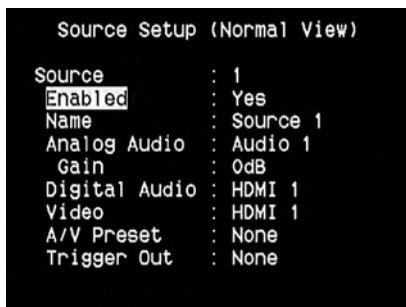 Source Setup (Normal View)
Source : 1
Enabled : Yes
Name : Source 1
Analog Audio : Audio 1
Gain : 0dB
Digital Audio : HDMI 1
Video : HDMI 1
A/V Preset : None
Trigger Out : None